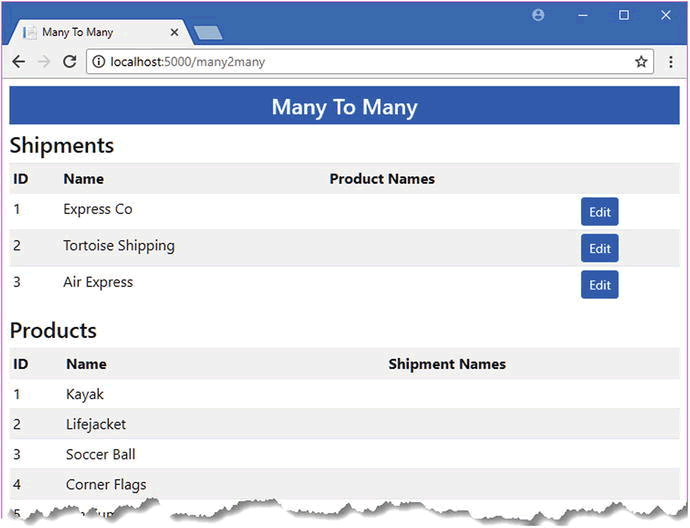 Many To Many
localhost:5000/many2many
Many To Many
Shipments
ID Name Product Names
1 Express Co Edit
2 Tortoise Shipping Edit
3 Air Express Edit
Products
ID Name Shipment Names
1 Kayak
2 Lifejacket
3 Soccer Ball
4 Corner Flags